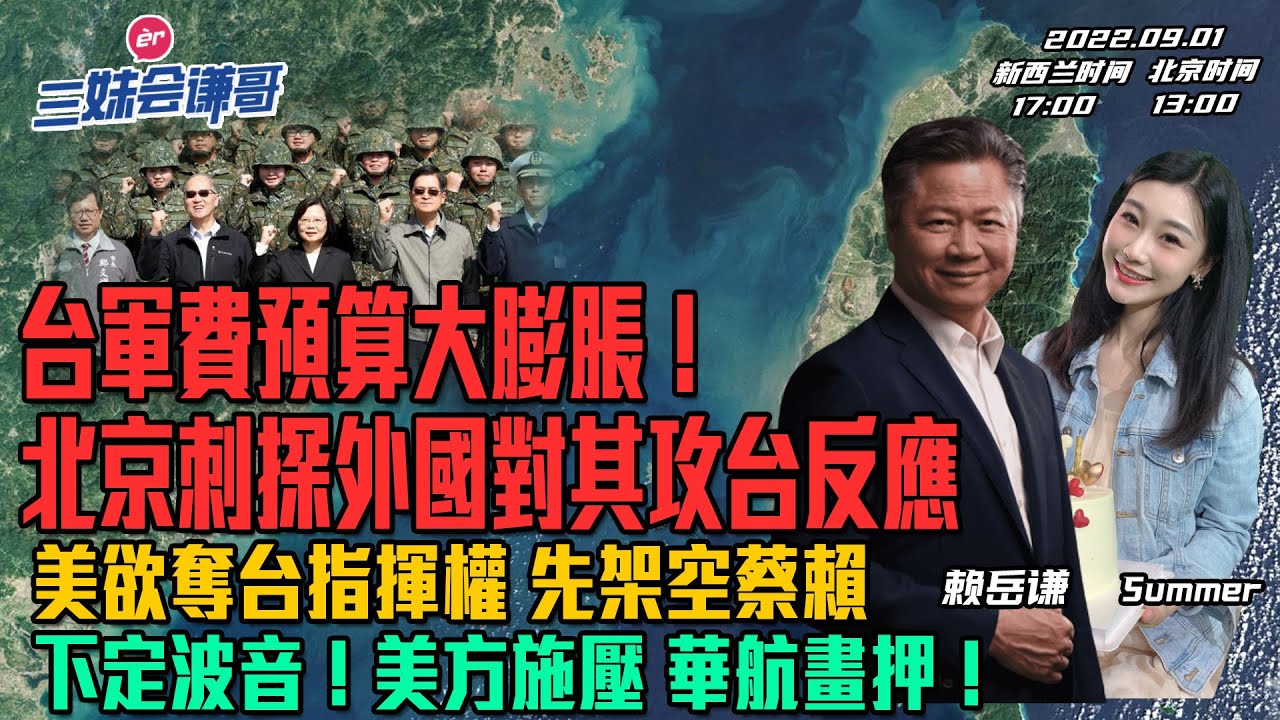 èr
三妹会谦哥
2022.09.01
新西兰时间 北京时间
17:00 13:00
台軍費預算大膨脹！
北京刺探外國對其攻台反應
美欲奪台指揮權 先架空蔡賴
賴岳谦 Summer
下定波音！美方施壓 華航畫押！